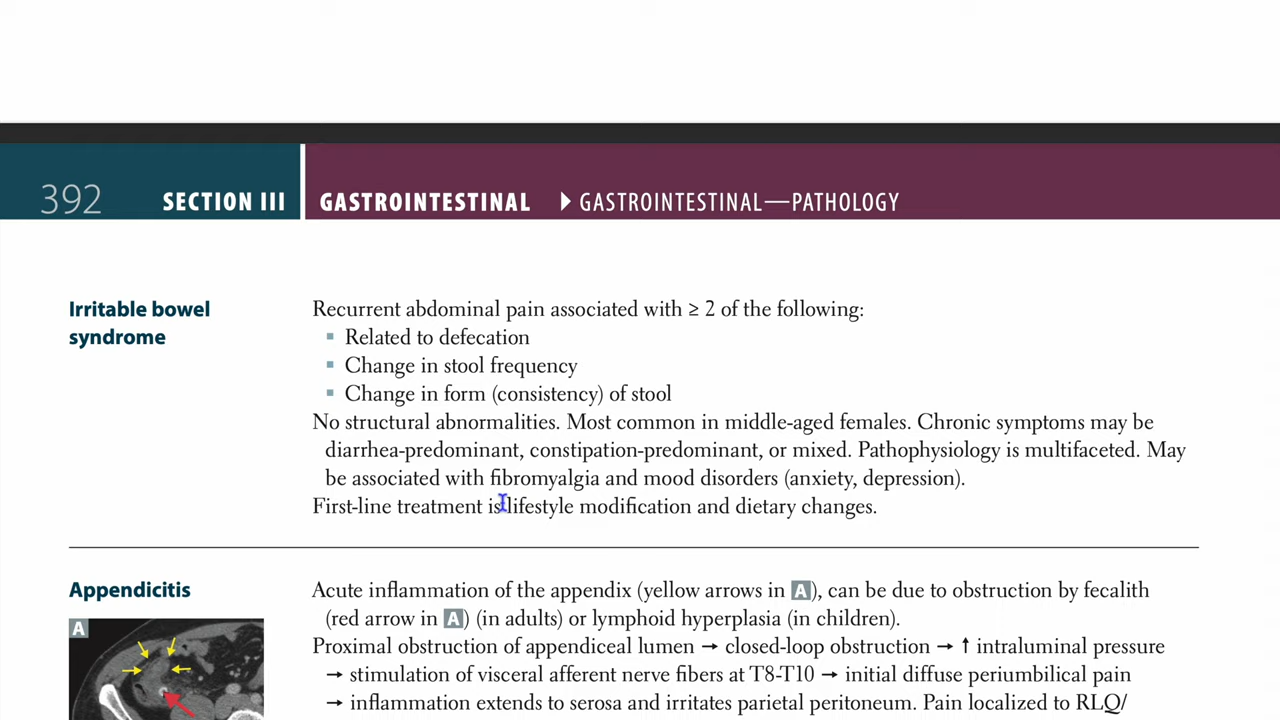 392 SECTION III GASTROINTESTINAL ▶ GASTROINTESTINAL—PATHOLOGY
Irritable bowel
syndrome
Recurrent abdominal pain associated with ≥ 2 of the following:
▪ Related to defecation
▪ Change in stool frequency
▪ Change in form (consistency) of stool
No structural abnormalities. Most common in middle-aged females. Chronic symptoms may be
diarrhea-predominant, constipation-predominant, or mixed. Pathophysiology is multifaceted. May
be associated with fibromyalgia and mood disorders (anxiety, depression).
First-line treatment is lifestyle modification and dietary changes.
Appendicitis
A
Acute inflammation of the appendix (yellow arrows in A), can be due to obstruction by fecalith
(red arrow in A) (in adults) or lymphoid hyperplasia (in children).
Proximal obstruction of appendiceal lumen → closed-loop obstruction → ↑ intraluminal pressure
→ stimulation of visceral afferent nerve fibers at T8-T10 → initial diffuse periumbilical pain
→ inflammation extends to serosa and irritates parietal peritoneum. Pain localized to RLQ/